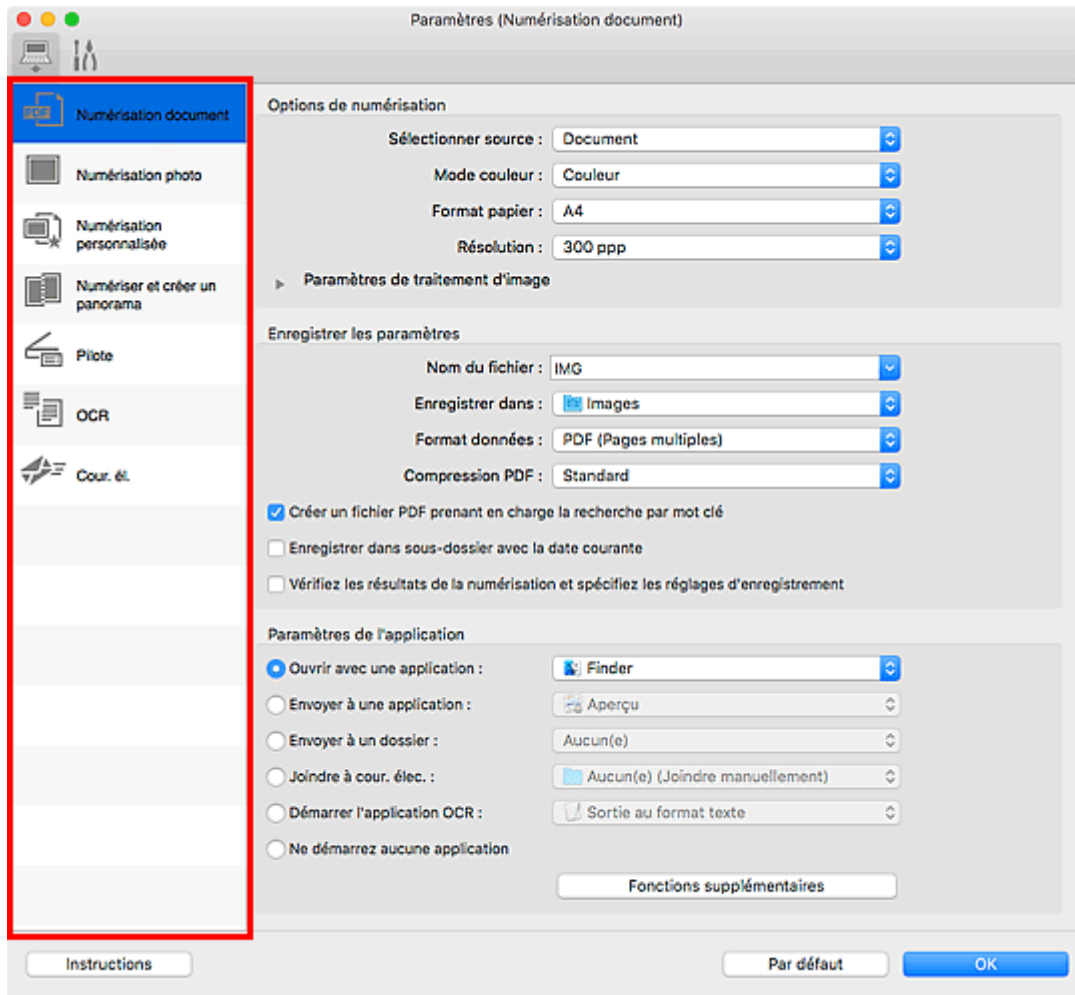 Paramètres (Numérisation document)
PDF
Numérisation document
Numérisation photo
Numérisation
personnalisée
Numériser et créer un
panorama
Pilote
OCR
Cour. él.
Options de numérisation
Sélectionner source : Document
Mode couleur : Couleur
Format papier : A4
Résolution : 300 ppp
Paramètres de traitement d'image
Enregistrer les paramètres
Nom du fichier : IMG
Enregistrer dans : Images
Format données : PDF (Pages multiples)
Compression PDF : Standard
Créer un fichier PDF prenant en charge la recherche par mot clé
Enregistrer dans sous-dossier avec la date courante
Vérifiez les résultats de la numérisation et spécifiez les réglages d'enregistrement
Paramètres de l'application
Ouvrir avec une application : Finder
Envoyer à une application : Aperçu
Envoyer à un dossier : Aucun(e)
Joindre à cour. élec. : Aucun(e) (Joindre manuellement)
Démarrer l'application OCR : Sortie au format texte
Ne démarrez aucune application
Fonctions supplémentaires
Instructions
Par défaut
OK